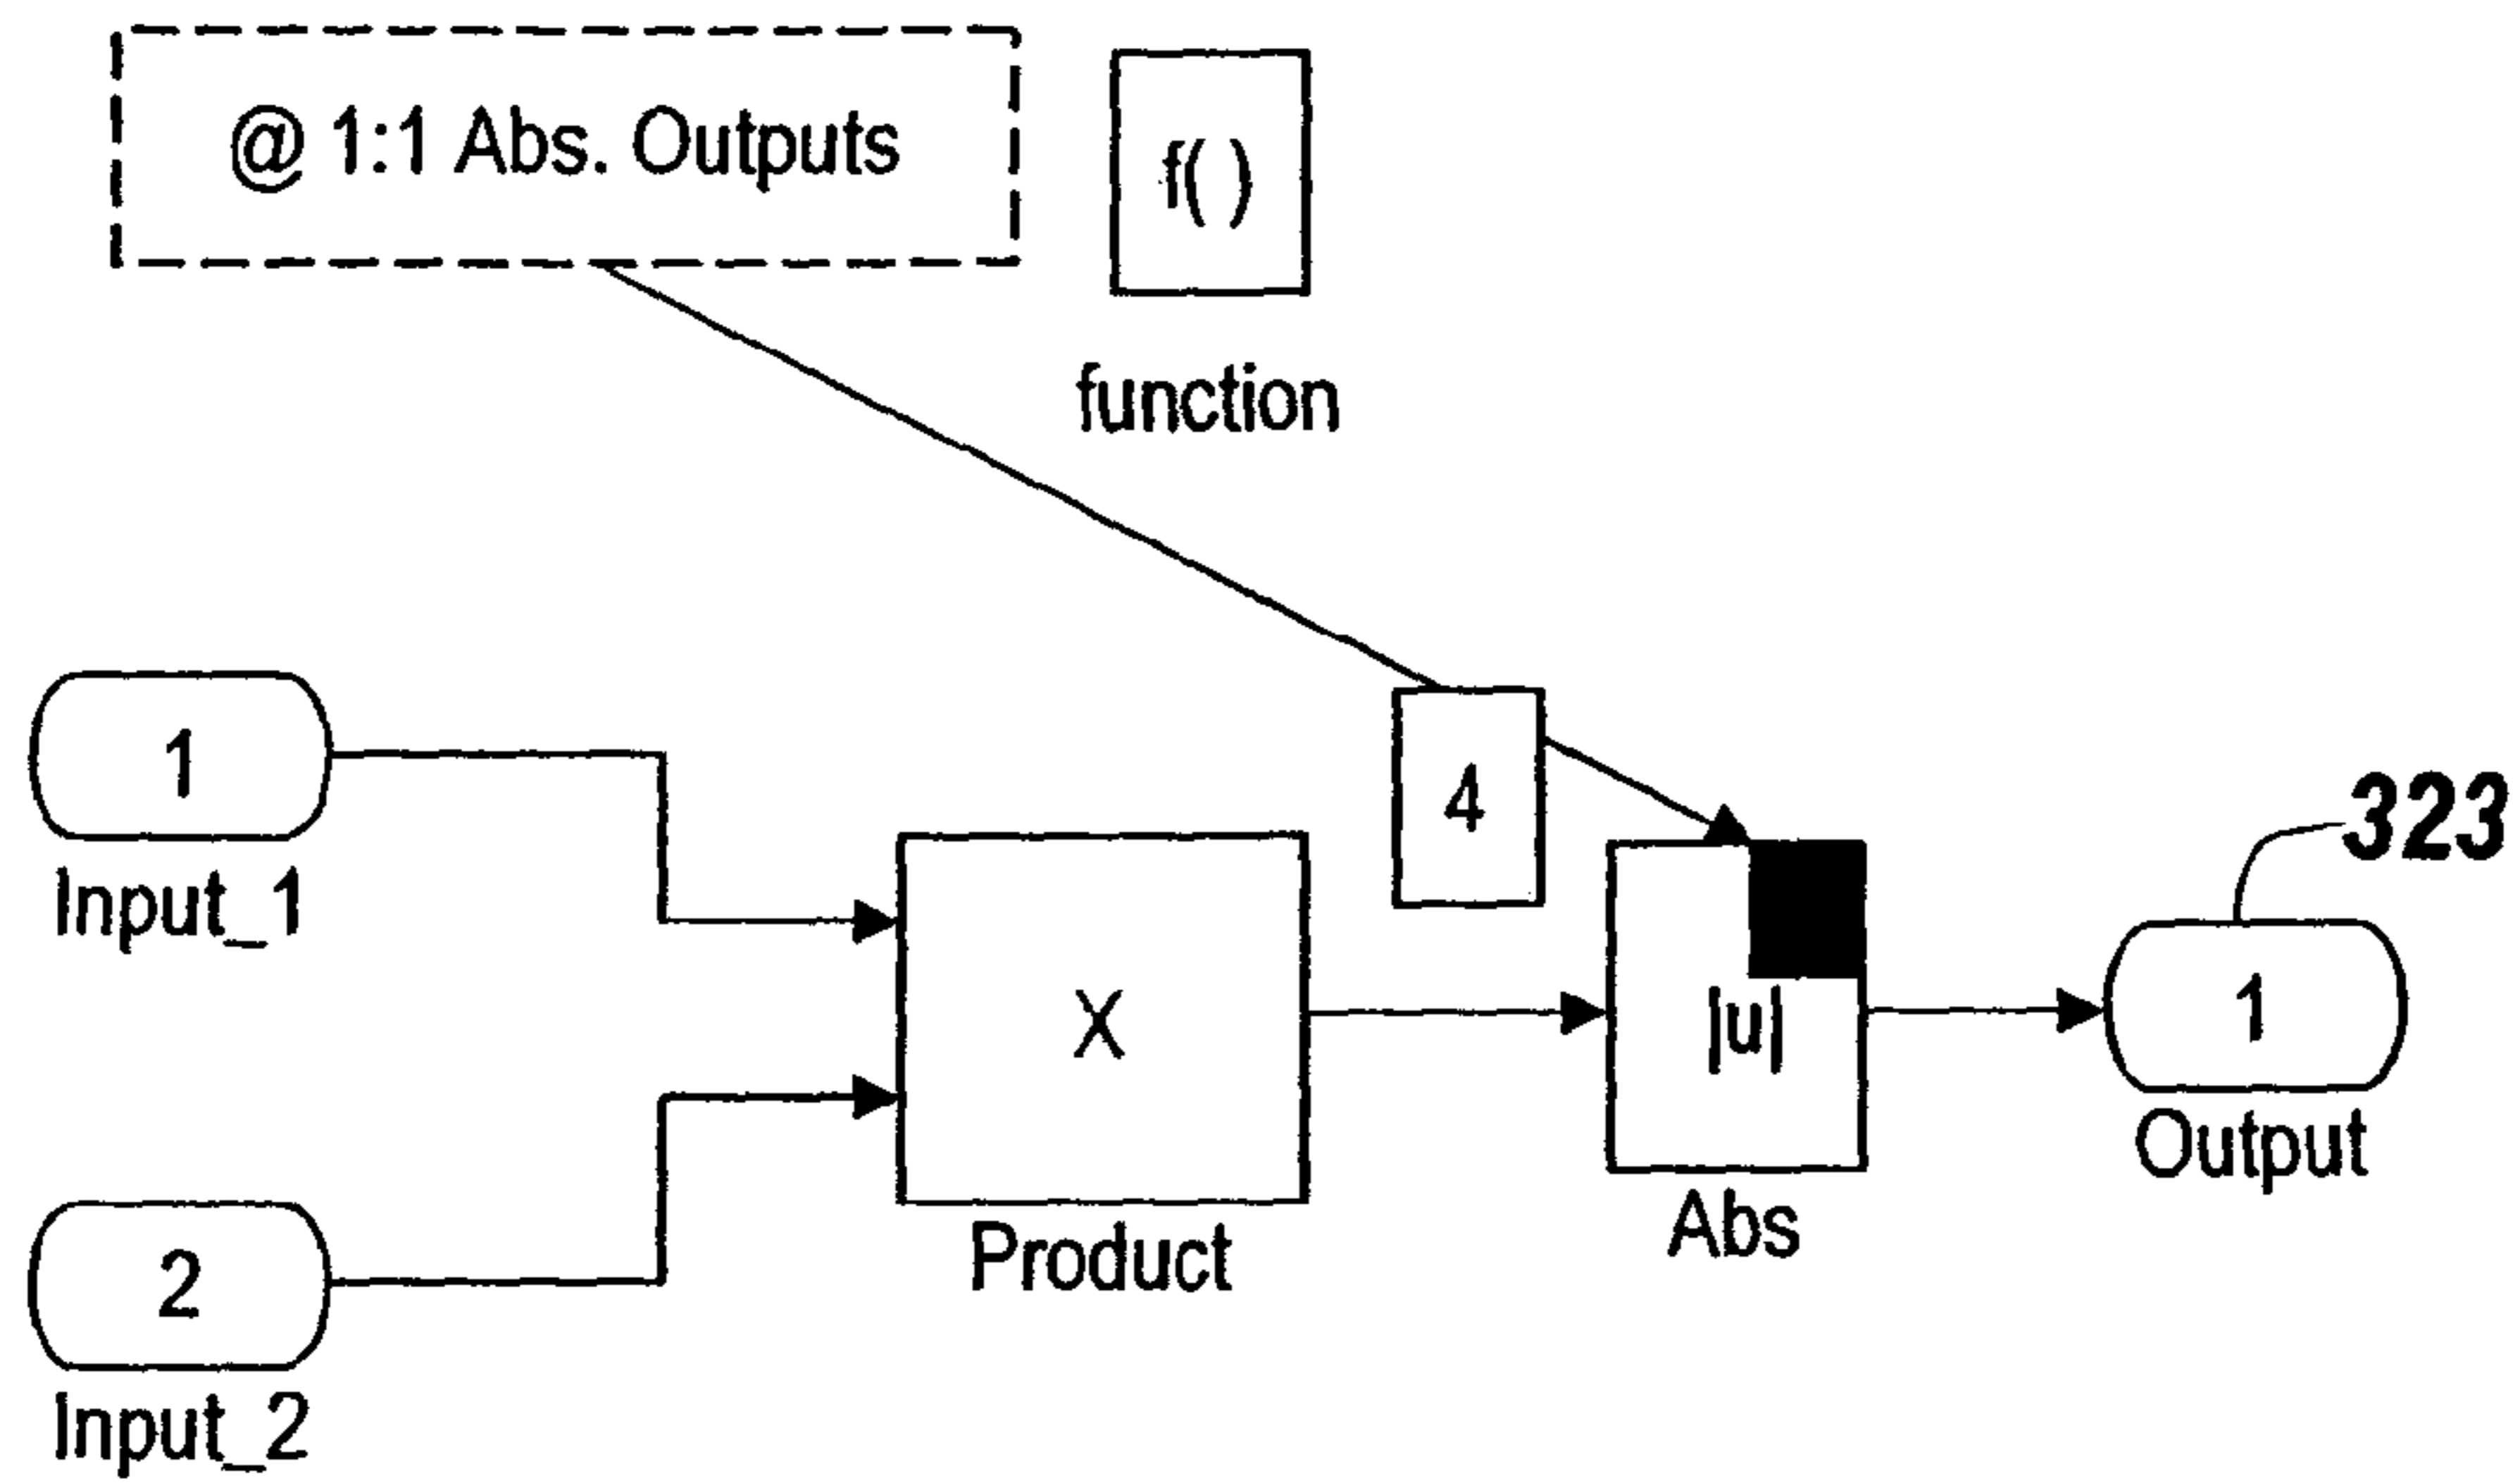 @ 1:1 Abs. Outputs
f( )
function
1
Input_1
4
323
X
Product
|u|
Abs
1
Output
2
Input_2